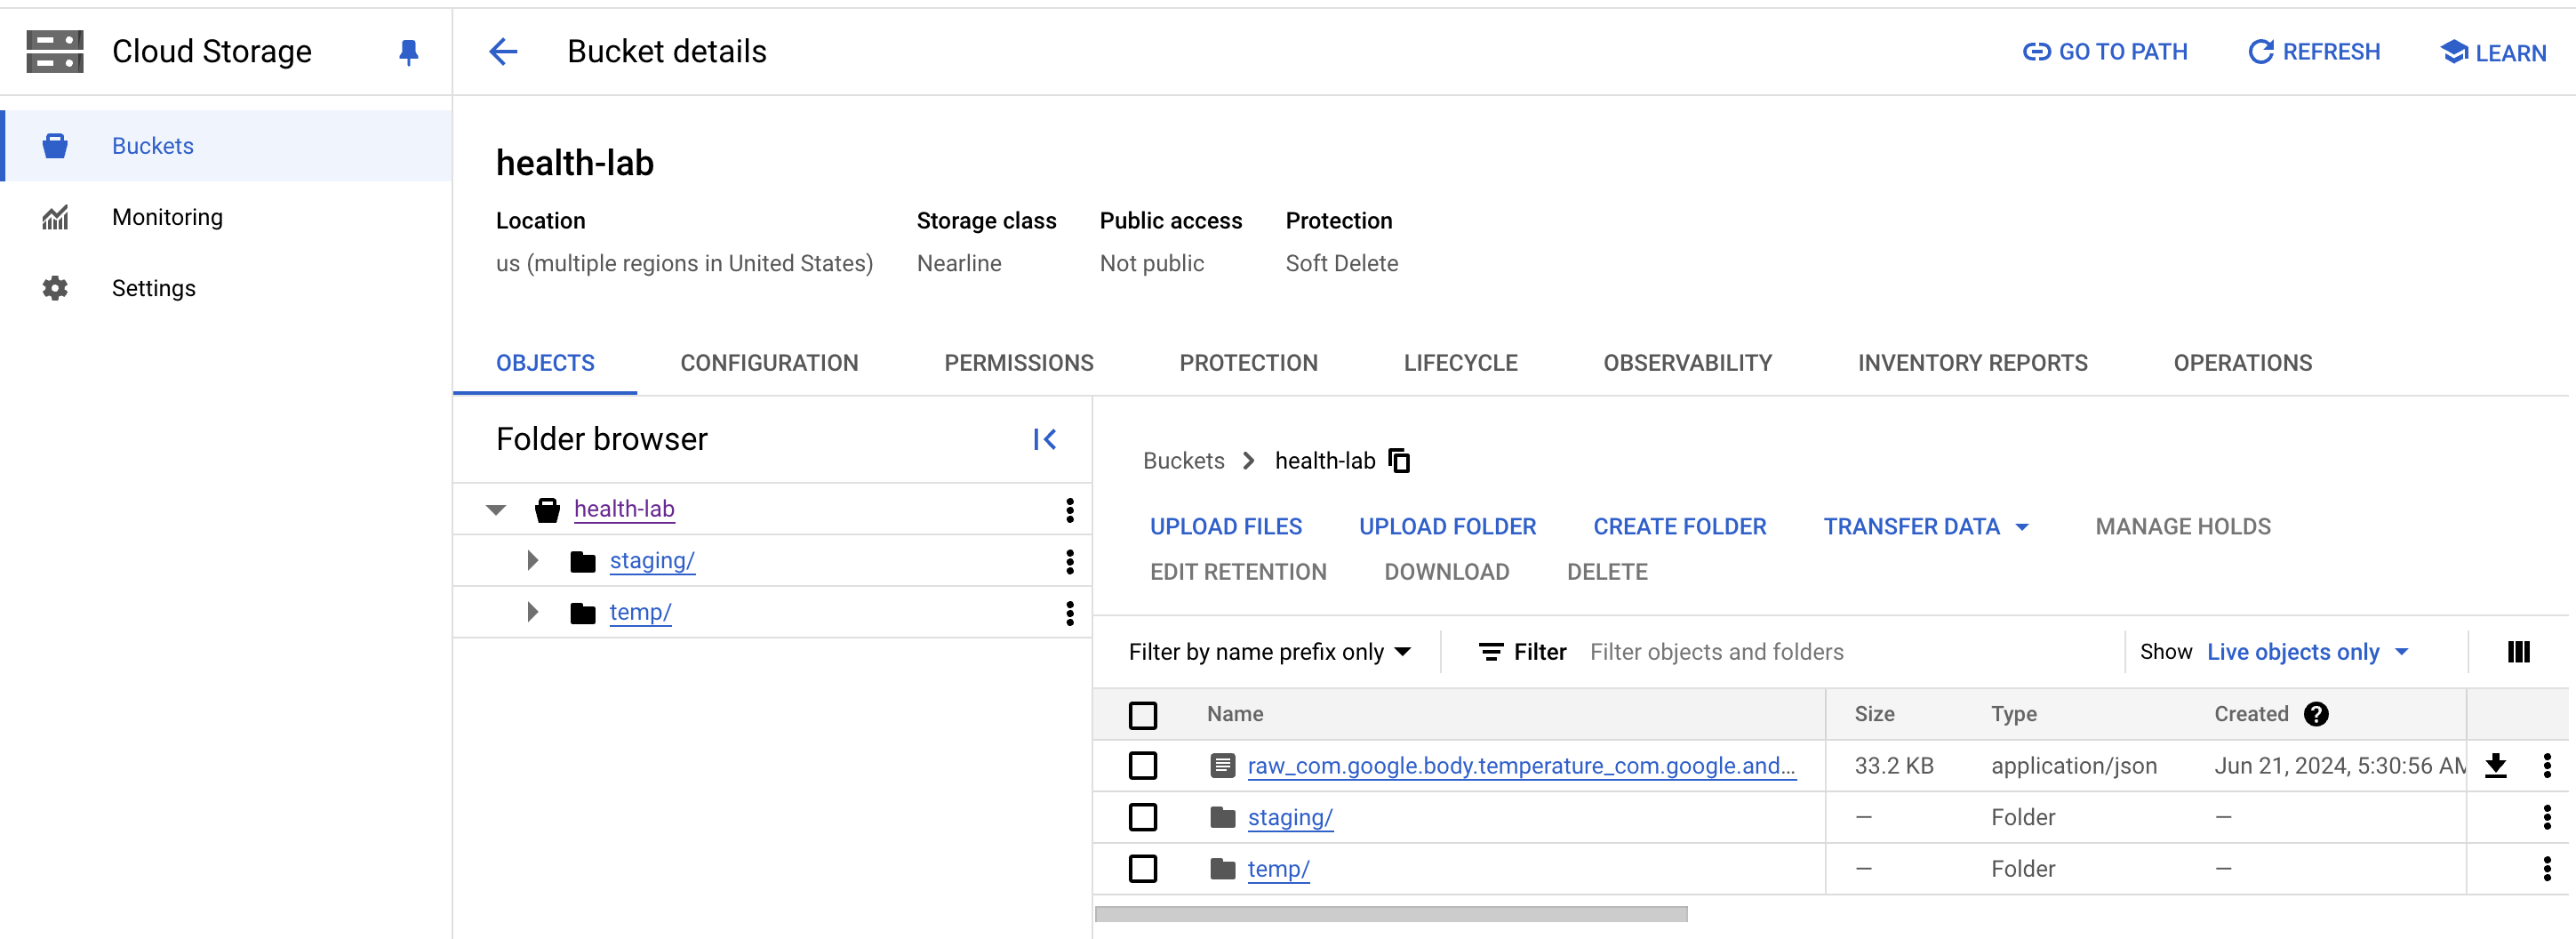 Cloud Storage
Bucket details
GO TO PATH
REFRESH
LEARN
Buckets
Monitoring
Settings
health-lab
Location Storage class Public access Protection
us (multiple regions in United States) Nearline Not public Soft Delete
OBJECTS CONFIGURATION PERMISSIONS PROTECTION LIFECYCLE OBSERVABILITY INVENTORY REPORTS OPERATIONS
Folder browser
health-lab
staging/
temp/
Buckets health-lab
UPLOAD FILES UPLOAD FOLDER CREATE FOLDER TRANSFER DATA MANAGE HOLDS
EDIT RETENTION DOWNLOAD DELETE
Filter by name prefix only Filter Filter objects and folders Show Live objects only
Name Size Type Created
raw_com.google.body.temperature_com.google.and... 33.2 KB application/json Jun 21, 2024, 5:30:56 AM
staging/ — Folder —
temp/ — Folder —